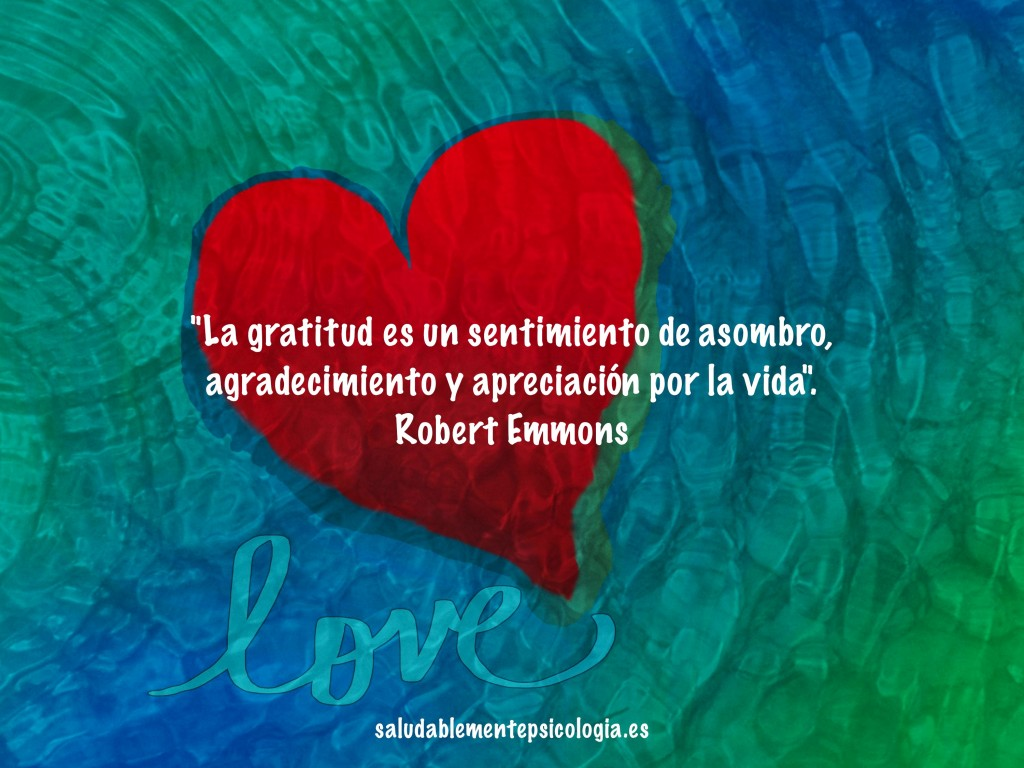 "La gratitud es un sentimiento de asombro,
agradecimiento y apreciación por la vida".
Robert Emmons
love
saludablementepsicologia.es